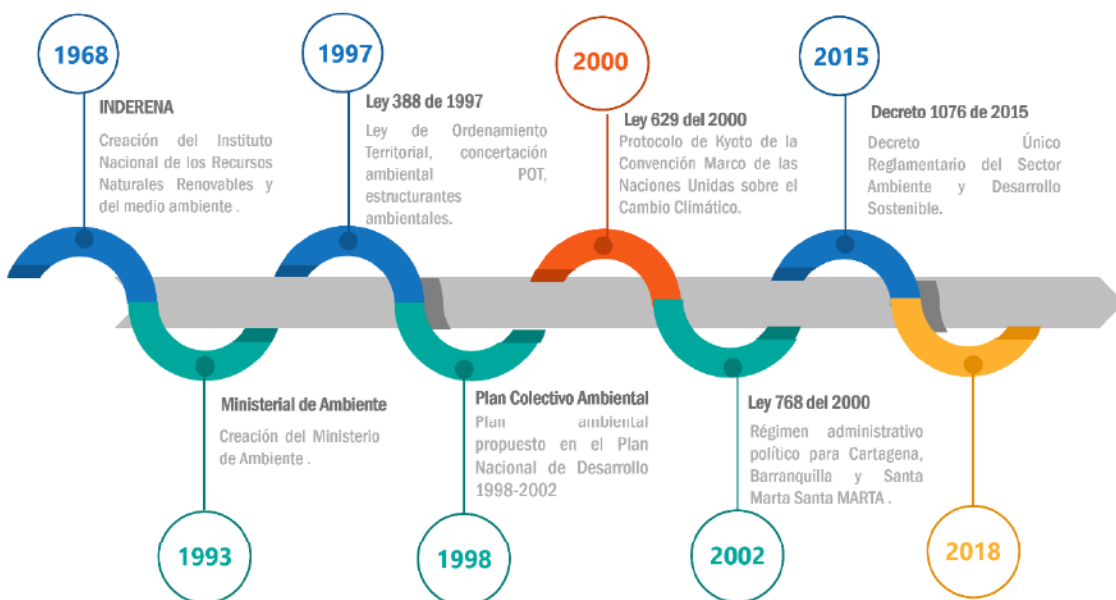 1968
INDERENA
Creación del Instituto
Nacional de los Recursos
Naturales Renovables y
del medio ambiente .
1997
Ley 388 de 1997
Ley de Ordenamiento
Territorial, concertación
ambiental POT,
estructurantes
ambientales.
2000
Ley 629 del 2000
Protocolo de Kyoto de la
Convención Marco de las
Naciones Unidas sobre el
Cambio Climático.
2015
Decreto 1076 de 2015
Decreto Único
Reglamentario del Sector
Ambiente y Desarrollo
Sostenible.
Ministerial de Ambiente
Creación del Ministerio
de Ambiente .
1993
Plan Colectivo Ambiental
Plan ambiental
propuesto en el Plan
Nacional de Desarrollo
1998-2002
1998
Ley 768 del 2000
Régimen administrativo
político para Cartagena,
Barranquilla y Santa
Marta Santa MARTA .
2002
2018